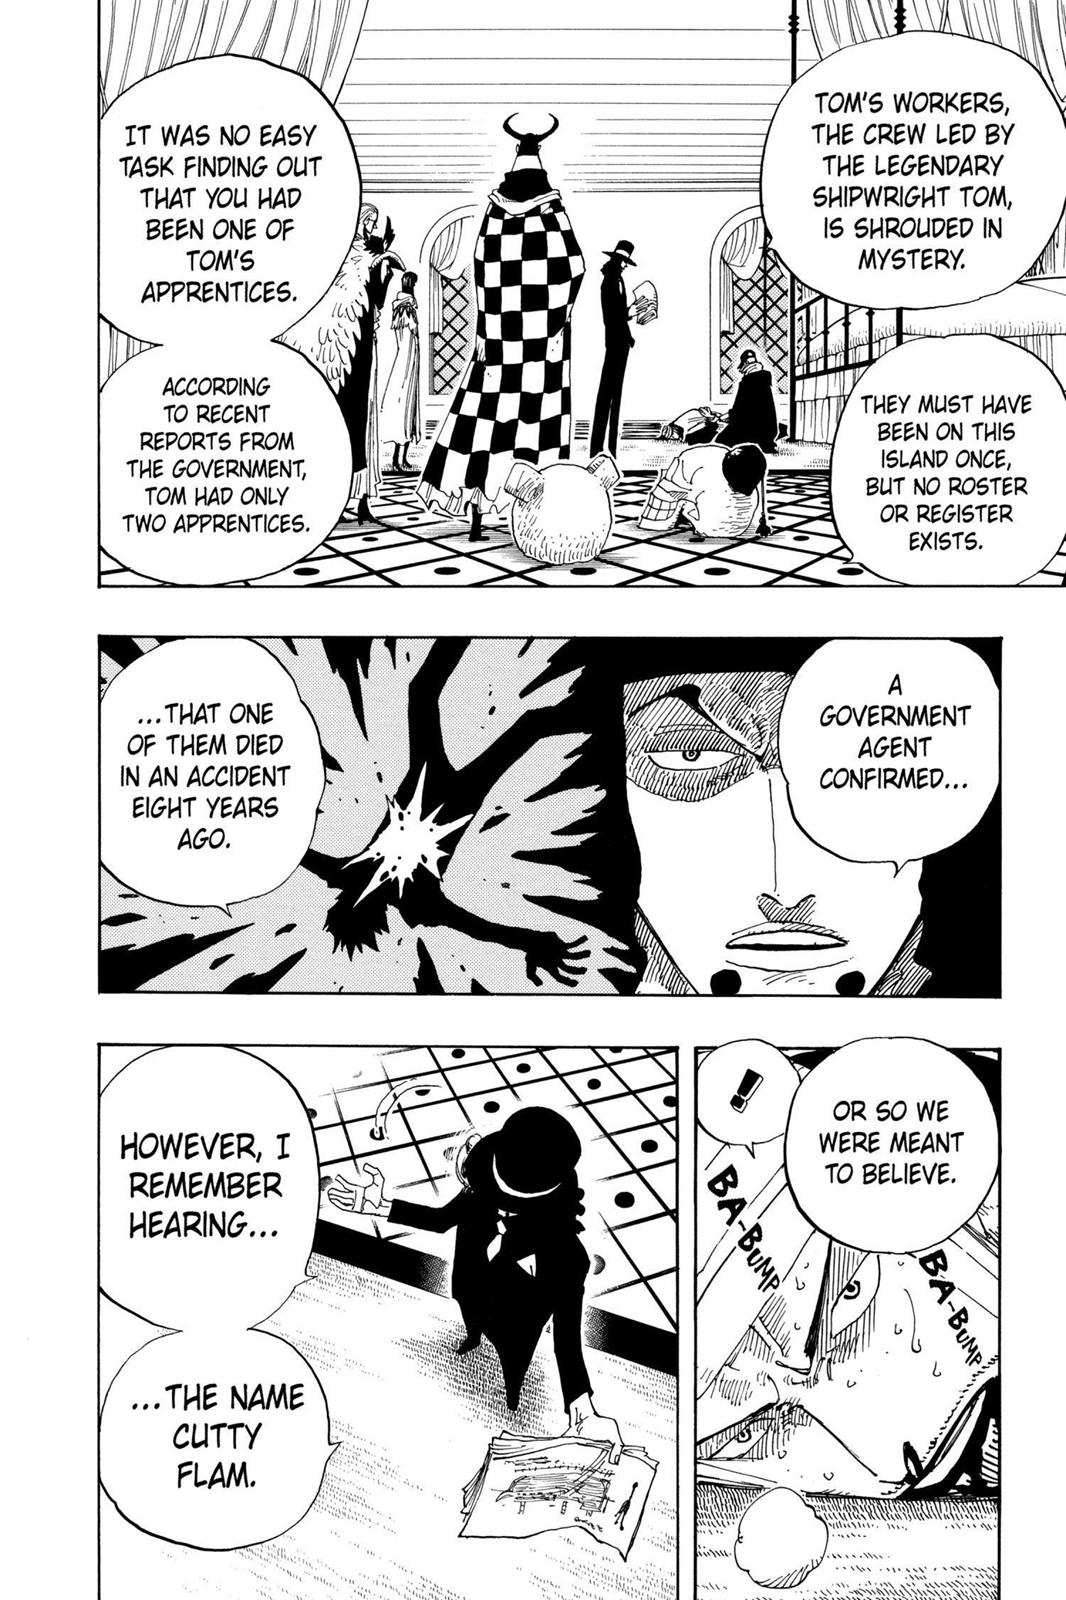 TOM'S WORKERS,
THE CREW LED BY
THE LEGENDARY
SHIPWRIGHT TOM,
IS SHROUDED IN
MYSTERY.
THEY MUST HAVE
BEEN ON THIS
ISLAND ONCE,
BUT NO ROSTER
OR REGISTER
EXISTS.
IT WAS NO EASY
TASK FINDING OUT
THAT YOU HAD
BEEN ONE OF
TOM'S
APPRENTICES.
ACCORDING
TO RECENT
REPORTS FROM
THE GOVERNMENT,
TOM HAD ONLY
TWO APPRENTICES.
A
GOVERNMENT
AGENT
CONFIRMED...
...THAT ONE
OF THEM DIED
IN AN ACCIDENT
EIGHT YEARS
AGO.
OR SO WE
WERE MEANT
TO BELIEVE.
!
BA-BUMP
BA-BUMP
HOWEVER, I
REMEMBER
HEARING...
...THE NAME
CUTTY
FLAM.